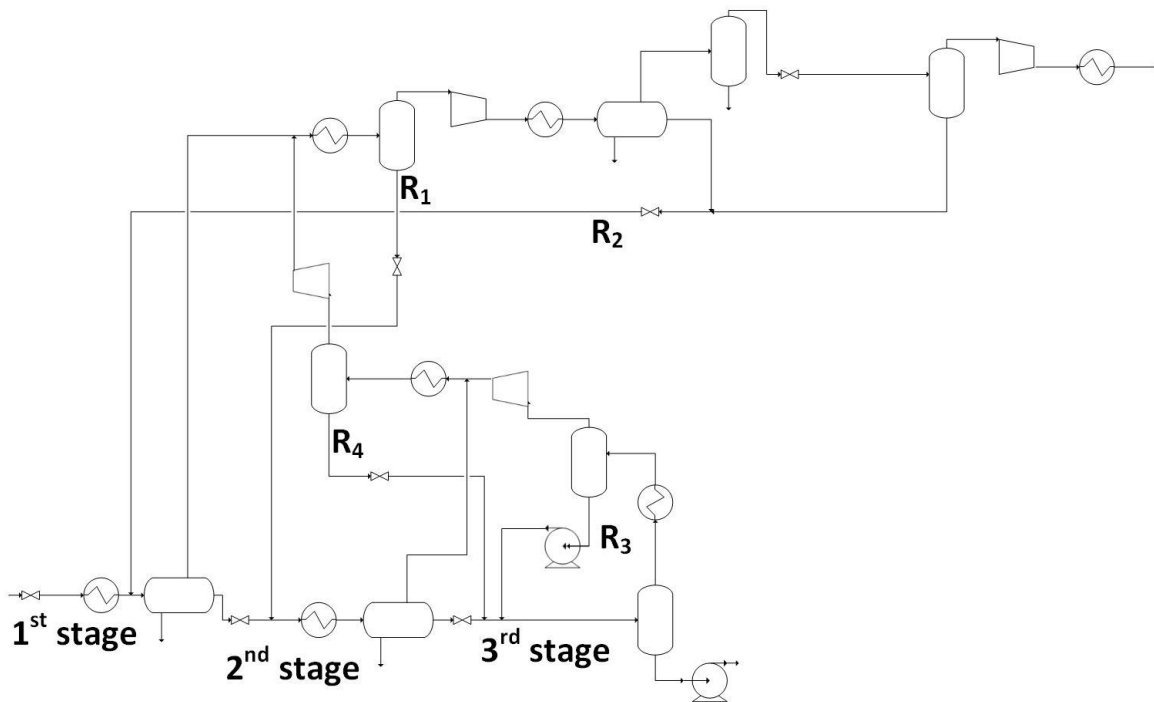 R₁
R₂
R₄
R₃
1ˢᵗ stage
2ⁿᵈ stage
3ʳᵈ stage